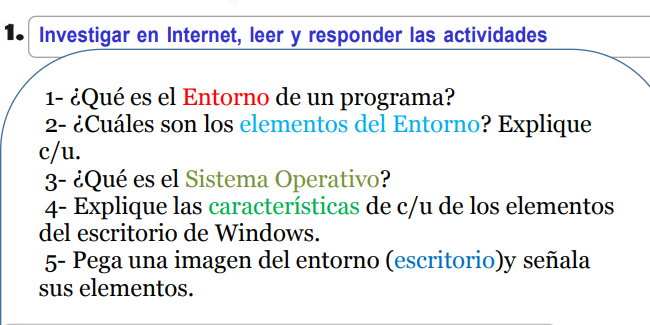 1. Investigar en Internet, leer y responder las actividades
1- ¿Qué es el Entorno de un programa?
2- ¿Cuáles son los elementos del Entorno? Explique
c/u.
3- ¿Qué es el Sistema Operativo?
4- Explique las características de c/u de los elementos
del escritorio de Windows.
5- Pega una imagen del entorno (escritorio)y señala
sus elementos.